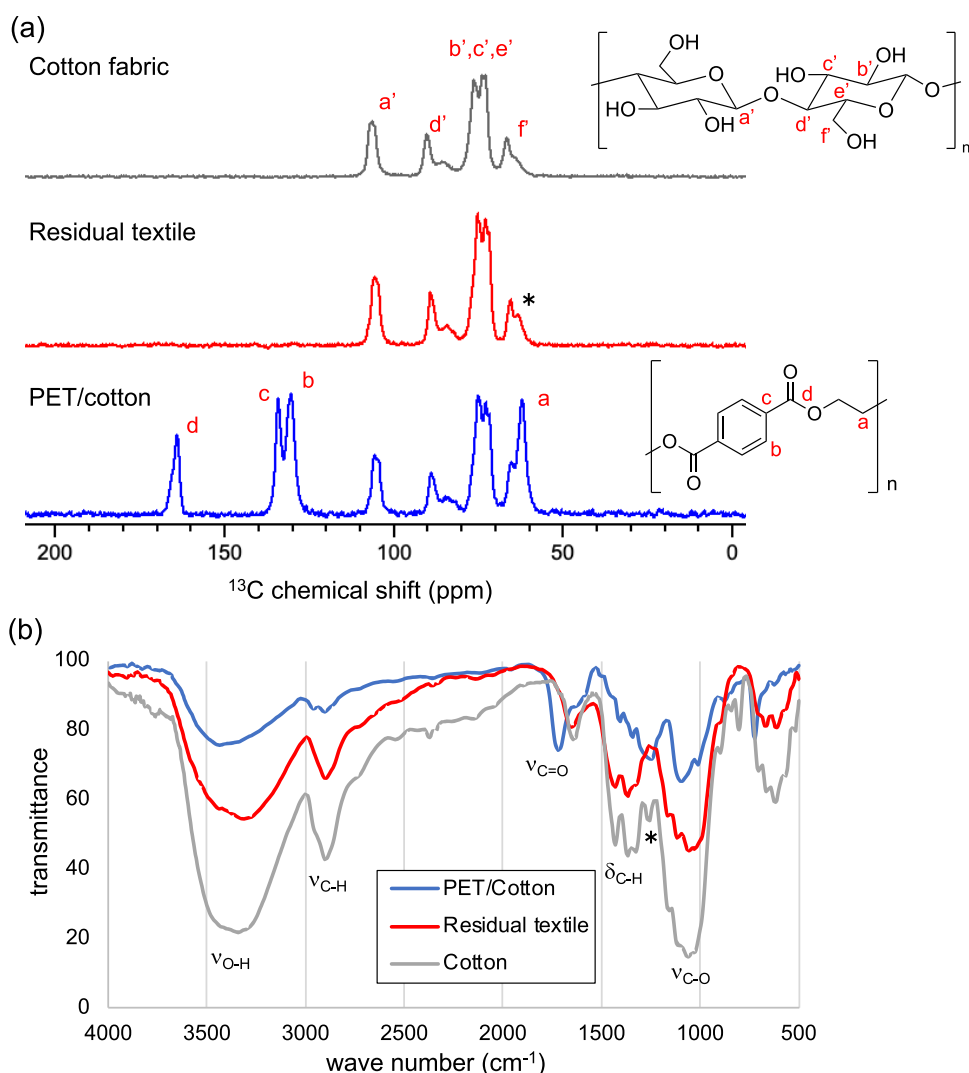 (a)
Cotton fabric
a’
d’
b’,c’,e’
f’
OH
O
HO
OH
a’
O
OH
HO
c’
b’
e’
O
O
d’
f’
OH
n
Residual textile
*
PET/cotton
d
c
b
a
O
c
d
O
a
b
O
O
n
200
150
100
50
0
¹³C chemical shift (ppm)
(b)
100
80
60
40
20
0
transmittance
νC=O
νC-H
νO-H
δC-H
*
νC-O
PET/Cotton
Residual textile
Cotton
4000
3500
3000
2500
2000
1500
1000
500
wave number (cm⁻¹)